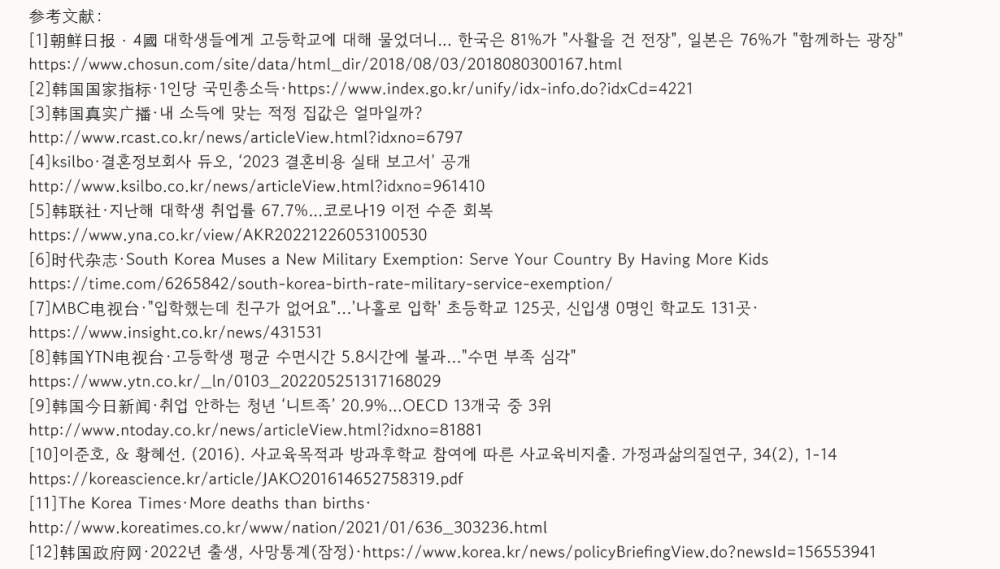 参考文献：
[1]朝鲜日报 · 4國 대학생들에게 고등학교에 대해 물었더니... 한국은 81%가 "사활을 건 전장", 일본은 76%가 "함께하는 광장"
https://www.chosun.com/site/data/html_dir/2018/08/03/2018080300167.html
[2]韩国国家指标·1인당 국민총소득·https://www.index.go.kr/unify/idx-info.do?idxCd=4221
[3]韩国真实广播·내 소득에 맞는 적정 집값은 얼마일까?
http://www.rcast.co.kr/news/articleView.html?idxno=6797
[4]ksilbo·결혼정보회사 듀오, ‘2023 결혼비용 실태 보고서’ 공개
http://www.ksilbo.co.kr/news/articleView.html?idxno=961410
[5]韩联社·지난해 대학생 취업률 67.7%...코로나19 이전 수준 회복
https://www.yna.co.kr/view/AKR20221226053100530
[6]时代杂志·South Korea Muses a New Military Exemption: Serve Your Country By Having More Kids
https://time.com/6265842/south-korea-birth-rate-military-service-exemption/
[7]MBC电视台·"입학했는데 친구가 없어요"...'나홀로 입학' 초등학교 125곳, 신입생 0명인 학교도 131곳·
https://www.insight.co.kr/news/431531
[8]韩国YTN电视台·고등학생 평균 수면시간 5.8시간에 불과..."수면 부족 심각"
https://www.ytn.co.kr/_ln/0103_202205251317168029
[9]韩国今日新闻·취업 안하는 청년 ‘니트족’ 20.9%...OECD 13개국 중 3위
http://www.ntoday.co.kr/news/articleView.html?idxno=81881
[10]이준호, & 황혜선. (2016). 사교육목적과 방과후학교 참여에 따른 사교육비지출. 가정과삶의질연구, 34(2), 1-14
https://koreascience.kr/article/JAKO201614652758319.pdf
[11]The Korea Times·More deaths than births·
http://www.koreatimes.co.kr/www/nation/2021/01/636_303236.html
[12]韩国政府网·2022년 출생, 사망통계(잠정)·https://www.korea.kr/news/policyBriefingView.do?newsId=156553941